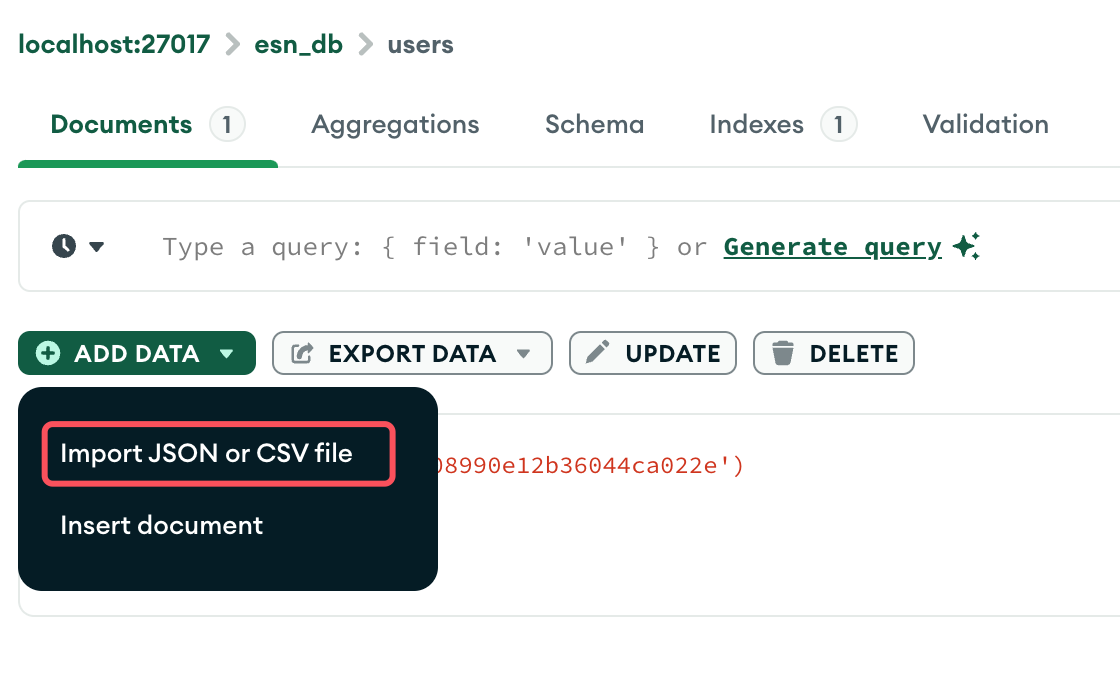 localhost:27017 > esn_db > users
Documents 1 Aggregations Schema Indexes 1 Validation
Type a query: { field: 'value' } or Generate query
ADD DATA EXPORT DATA UPDATE DELETE
Import JSON or CSV file
8990e12b36044ca022e')
Insert document